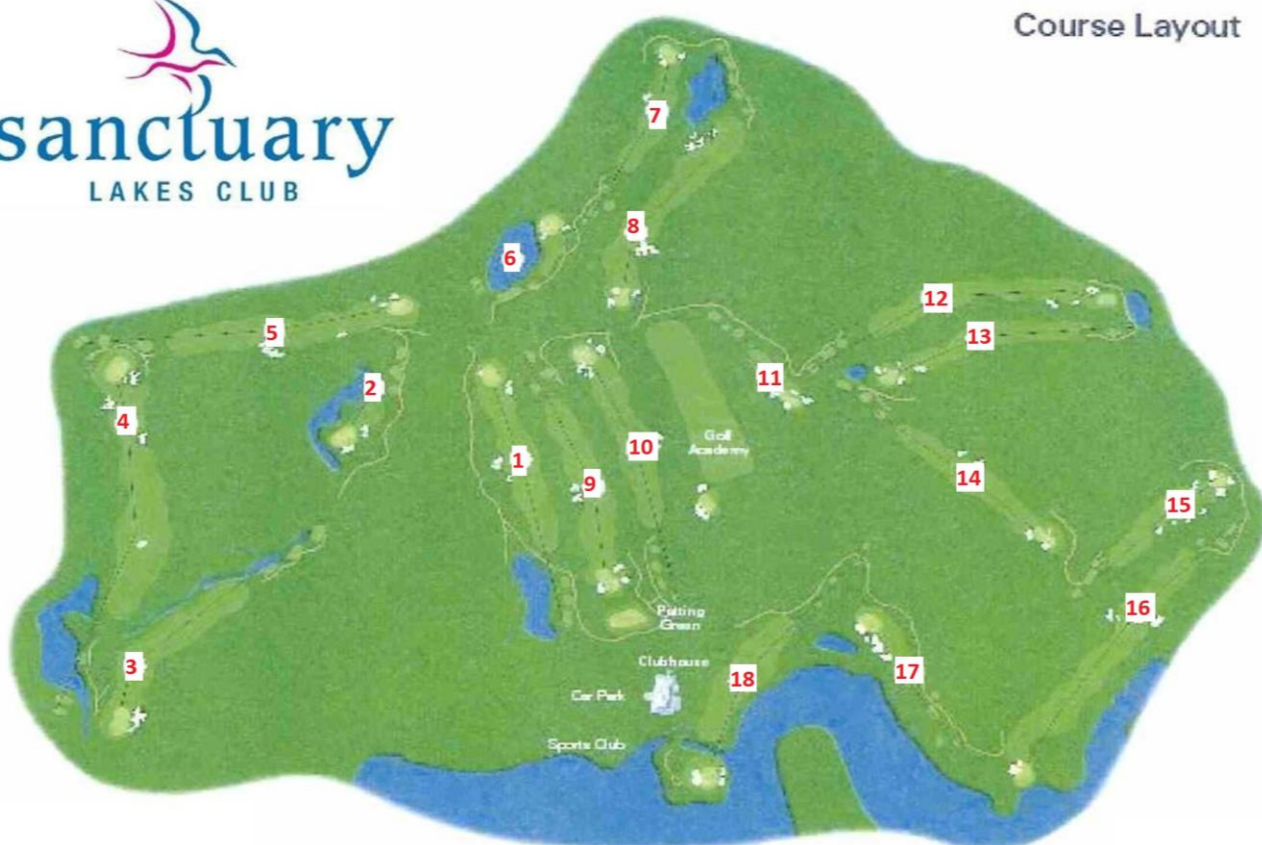 Course Layout
sanctuary
LAKES CLUB
7
8
6
12
5
13
11
2
4
10
Golf
Academy
1
14
9
15
16
Putting
Green
3
Clubhouse
17
18
Car Park
Sports Club